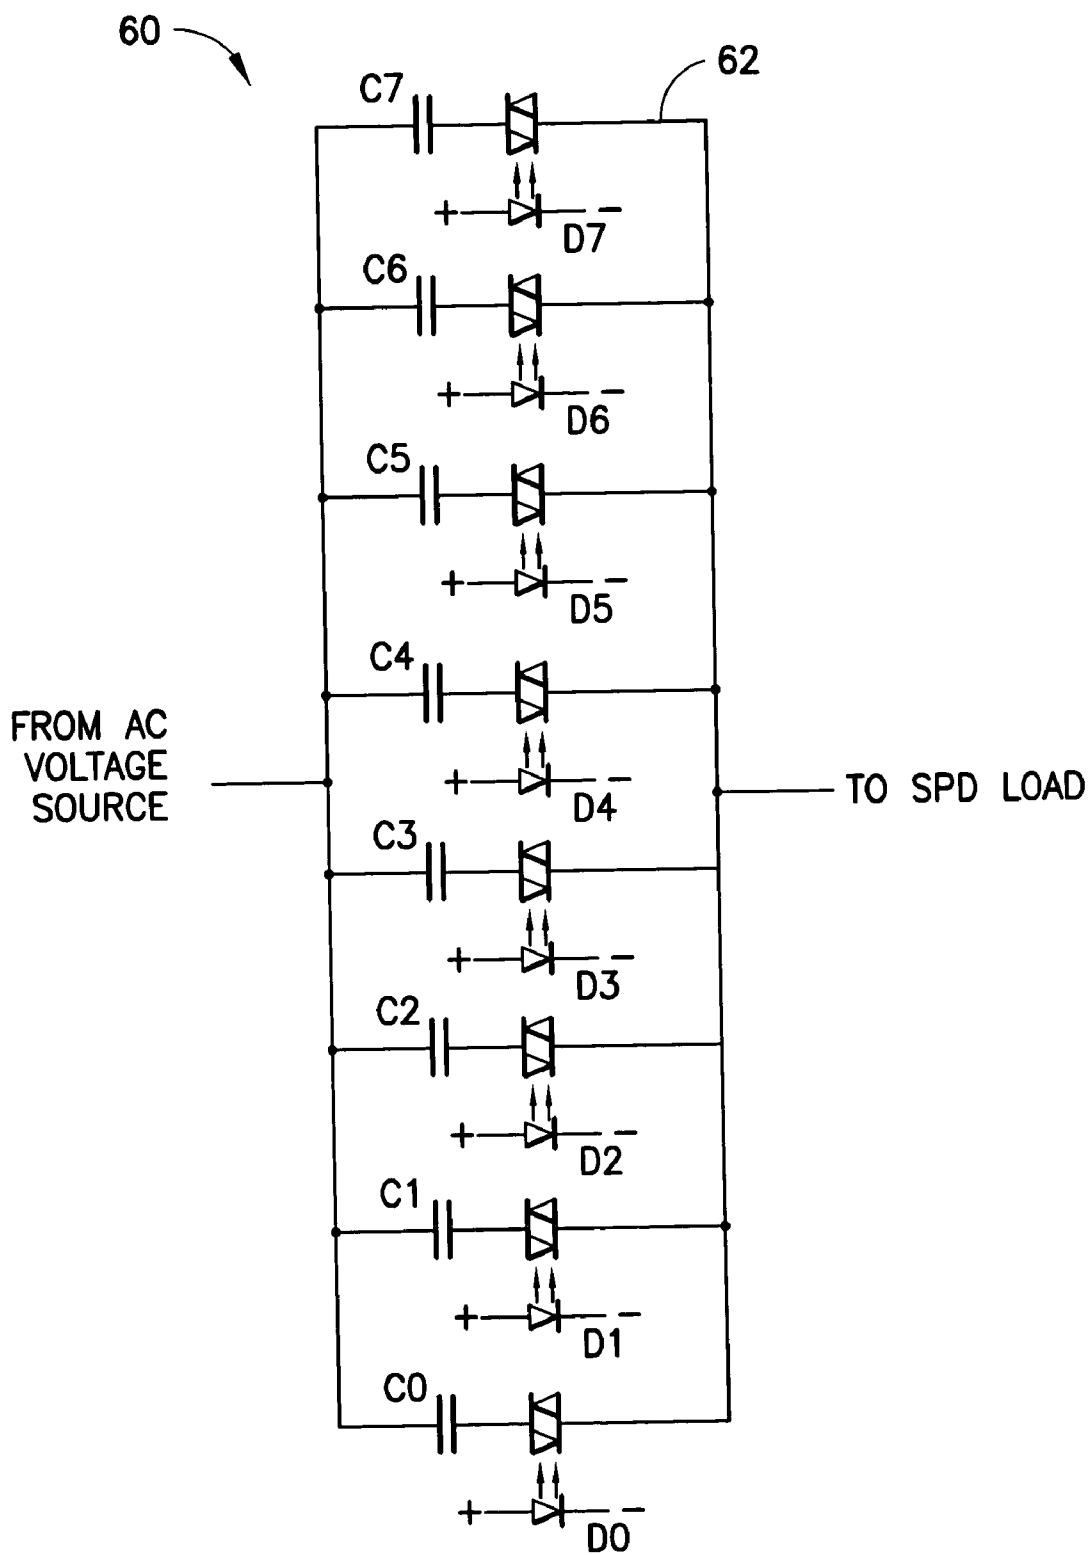 60
62
C7
+ −
D7
C6
+ −
D6
C5
+ −
D5
C4
+ −
D4
FROM AC
VOLTAGE
SOURCE
TO SPD LOAD
C3
+ −
D3
C2
+ −
D2
C1
+ −
D1
C0
+ −
D0